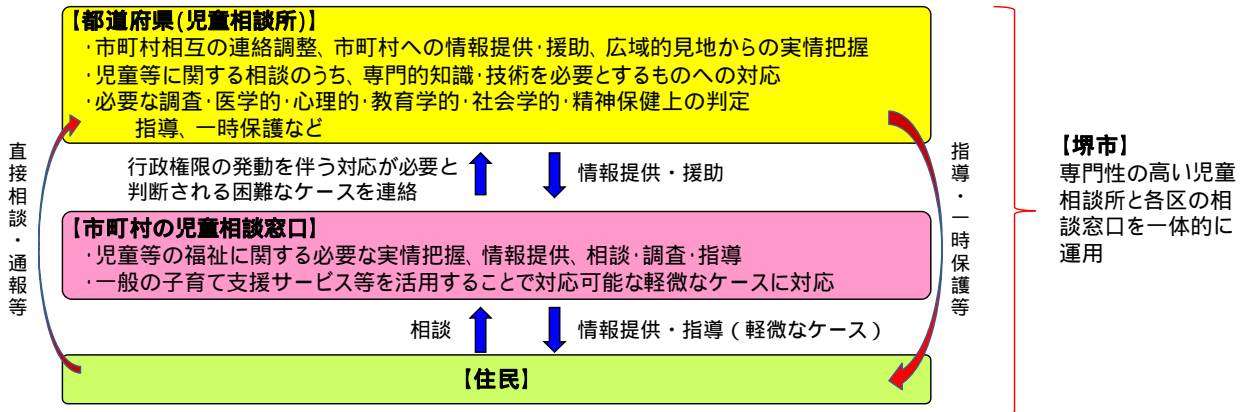 【都道府県(児童相談所)】
・市町村相互の連絡調整、市町村への情報提供・援助、広域的見地からの実情把握
・児童等に関する相談のうち、専門的知識・技術を必要とするものへの対応
・必要な調査・医学的・心理的・教育学的・社会学的・精神保健上の判定
指導、一時保護など
直接相談・通報等
行政権限の発動を伴う対応が必要と
判断される困難なケースを連絡
情報提供・援助
指導・一時保護等
【堺市】
専門性の高い児童
相談所と各区の相
談窓口を一体的に
運用
【市町村の児童相談窓口】
・児童等の福祉に関する必要な実情把握、情報提供、相談・調査・指導
・一般の子育て支援サービス等を活用することで対応可能な軽微なケースに対応
相談
情報提供・指導（軽微なケース）
【住民】